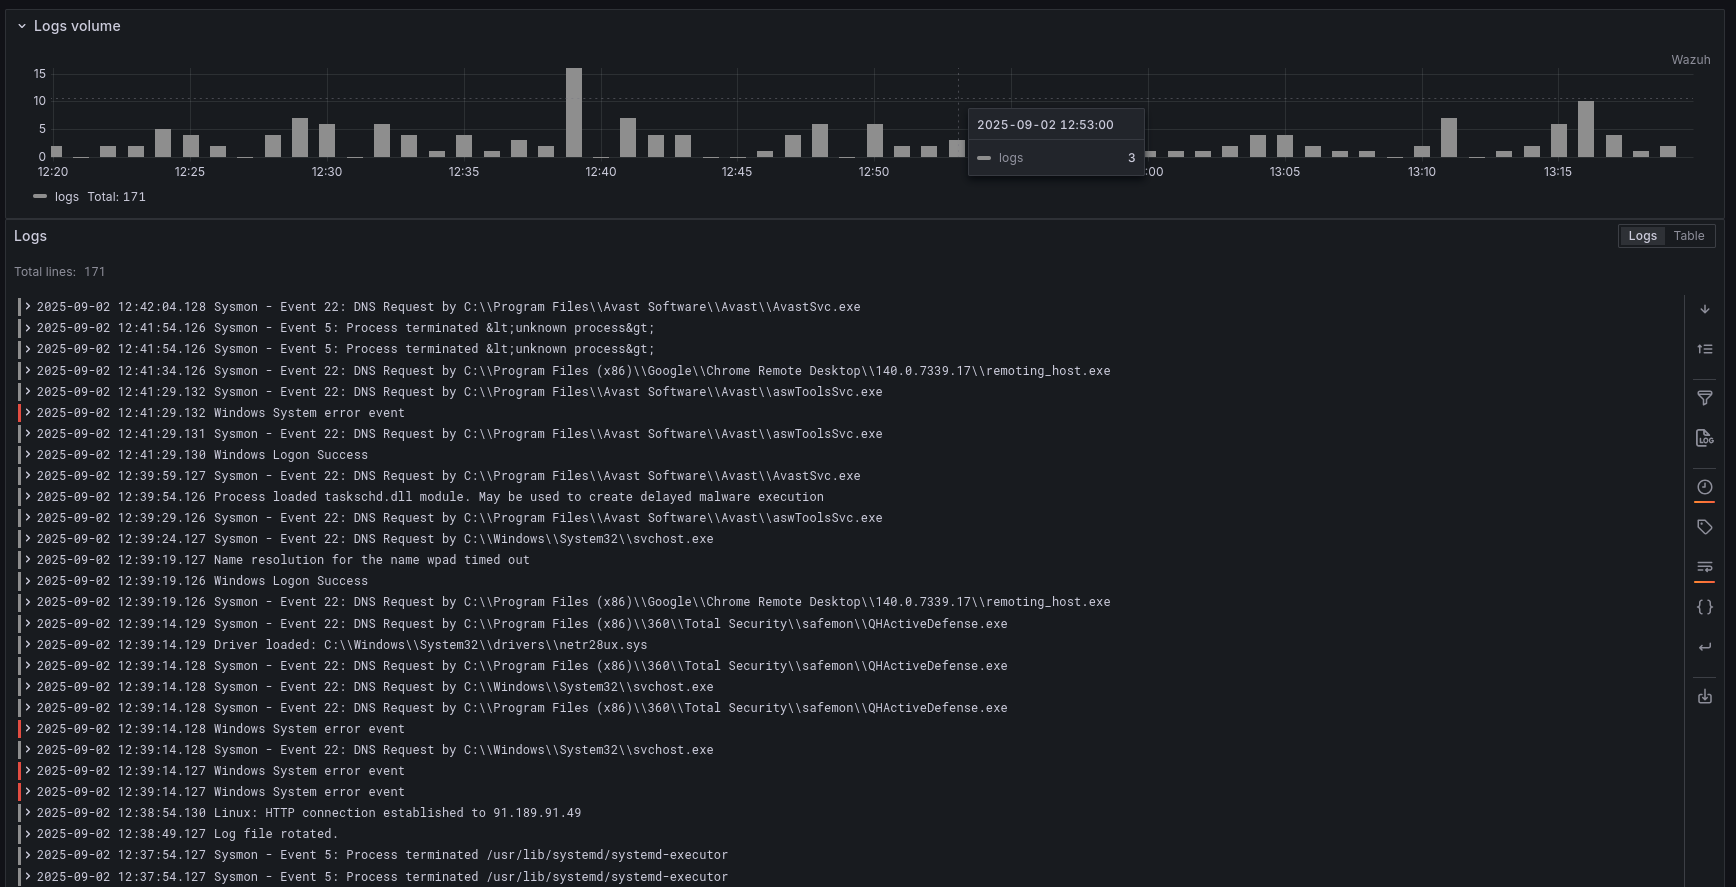 Logs volume
Wazuh
15
10
5
0
2025-09-02 12:53:00
logs 3
12:20 12:25 12:30 12:35 12:40 12:45 12:50 :00 13:05 13:10 13:15
logs Total: 171
Logs
Logs Table
Total lines: 171
2025-09-02 12:42:04.128 Sysmon - Event 22: DNS Request by C:\\Program Files\\Avast Software\\Avast\\AvastSvc.exe
2025-09-02 12:41:54.126 Sysmon - Event 5: Process terminated &lt;unknown process&gt;
2025-09-02 12:41:54.126 Sysmon - Event 5: Process terminated &lt;unknown process&gt;
2025-09-02 12:41:34.126 Sysmon - Event 22: DNS Request by C:\\Program Files (x86)\\Google\\Chrome Remote Desktop\\140.0.7339.17\\remoting_host.exe
2025-09-02 12:41:29.132 Sysmon - Event 22: DNS Request by C:\\Program Files\\Avast Software\\Avast\\aswToolsSvc.exe
2025-09-02 12:41:29.132 Windows System error event
2025-09-02 12:41:29.131 Sysmon - Event 22: DNS Request by C:\\Program Files\\Avast Software\\Avast\\aswToolsSvc.exe
2025-09-02 12:41:29.130 Windows Logon Success
2025-09-02 12:39:59.127 Sysmon - Event 22: DNS Request by C:\\Program Files\\Avast Software\\Avast\\AvastSvc.exe
2025-09-02 12:39:54.126 Process loaded taskschd.dll module. May be used to create delayed malware execution
2025-09-02 12:39:29.126 Sysmon - Event 22: DNS Request by C:\\Program Files\\Avast Software\\Avast\\aswToolsSvc.exe
2025-09-02 12:39:24.127 Sysmon - Event 22: DNS Request by C:\\Windows\\System32\\svchost.exe
2025-09-02 12:39:19.127 Name resolution for the name wpad timed out
2025-09-02 12:39:19.126 Windows Logon Success
2025-09-02 12:39:19.126 Sysmon - Event 22: DNS Request by C:\\Program Files (x86)\\Google\\Chrome Remote Desktop\\140.0.7339.17\\remoting_host.exe
2025-09-02 12:39:14.129 Sysmon - Event 22: DNS Request by C:\\Program Files (x86)\\360\\Total Security\\safemon\\QHActiveDefense.exe
2025-09-02 12:39:14.129 Driver loaded: C:\\Windows\\System32\\drivers\\netr28ux.sys
2025-09-02 12:39:14.128 Sysmon - Event 22: DNS Request by C:\\Program Files (x86)\\360\\Total Security\\safemon\\QHActiveDefense.exe
2025-09-02 12:39:14.128 Sysmon - Event 22: DNS Request by C:\\Windows\\System32\\svchost.exe
2025-09-02 12:39:14.128 Sysmon - Event 22: DNS Request by C:\\Program Files (x86)\\360\\Total Security\\safemon\\QHActiveDefense.exe
2025-09-02 12:39:14.128 Windows System error event
2025-09-02 12:39:14.128 Sysmon - Event 22: DNS Request by C:\\Windows\\System32\\svchost.exe
2025-09-02 12:39:14.127 Windows System error event
2025-09-02 12:39:14.127 Windows System error event
2025-09-02 12:38:54.130 Linux: HTTP connection established to 91.189.91.49
2025-09-02 12:38:49.127 Log file rotated.
2025-09-02 12:37:54.127 Sysmon - Event 5: Process terminated /usr/lib/systemd/systemd-executor
2025-09-02 12:37:54.127 Sysmon - Event 5: Process terminated /usr/lib/systemd/systemd-executor
LOG